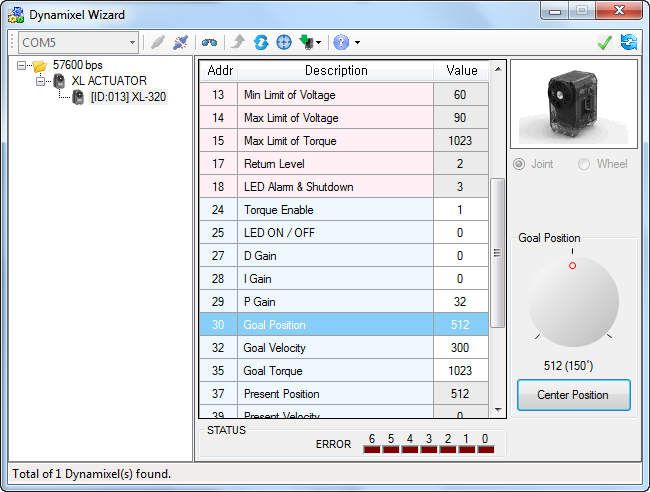 Dynamixel Wizard
COM5
57600 bps
XL ACTUATOR
[ID:013] XL-320
Addr Description Value
13 Min Limit of Voltage 60
14 Max Limit of Voltage 90
15 Max Limit of Torque 1023
17 Return Level 2
18 LED Alarm & Shutdown 3
24 Torque Enable 1
25 LED ON / OFF 0
27 D Gain 0
28 I Gain 0
29 P Gain 32
30 Goal Position 512
32 Goal Velocity 300
35 Goal Torque 1023
37 Present Position 512
39 Present Velocity 0
Joint Wheel
Goal Position
512 (150˚)
Center Position
STATUS
ERROR 6 5 4 3 2 1 0
Total of 1 Dynamixel(s) found.